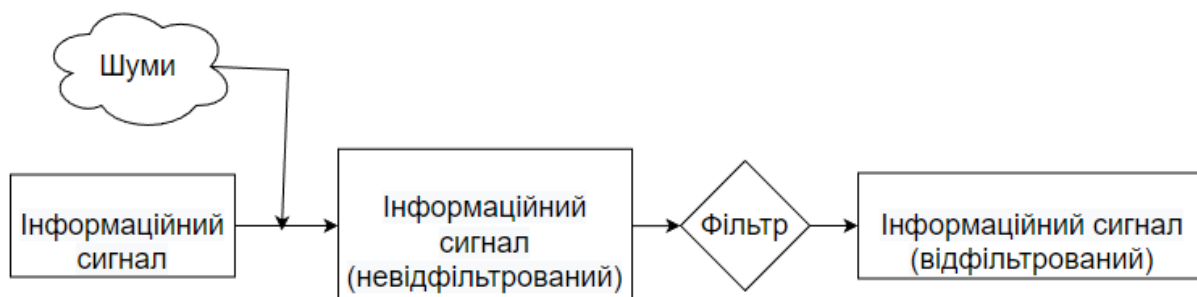 Шуми
Інформаційний
сигнал
Інформаційний
сигнал
(невідфільтрований)
Фільтр
Інформаційний сигнал
(відфільтрований)